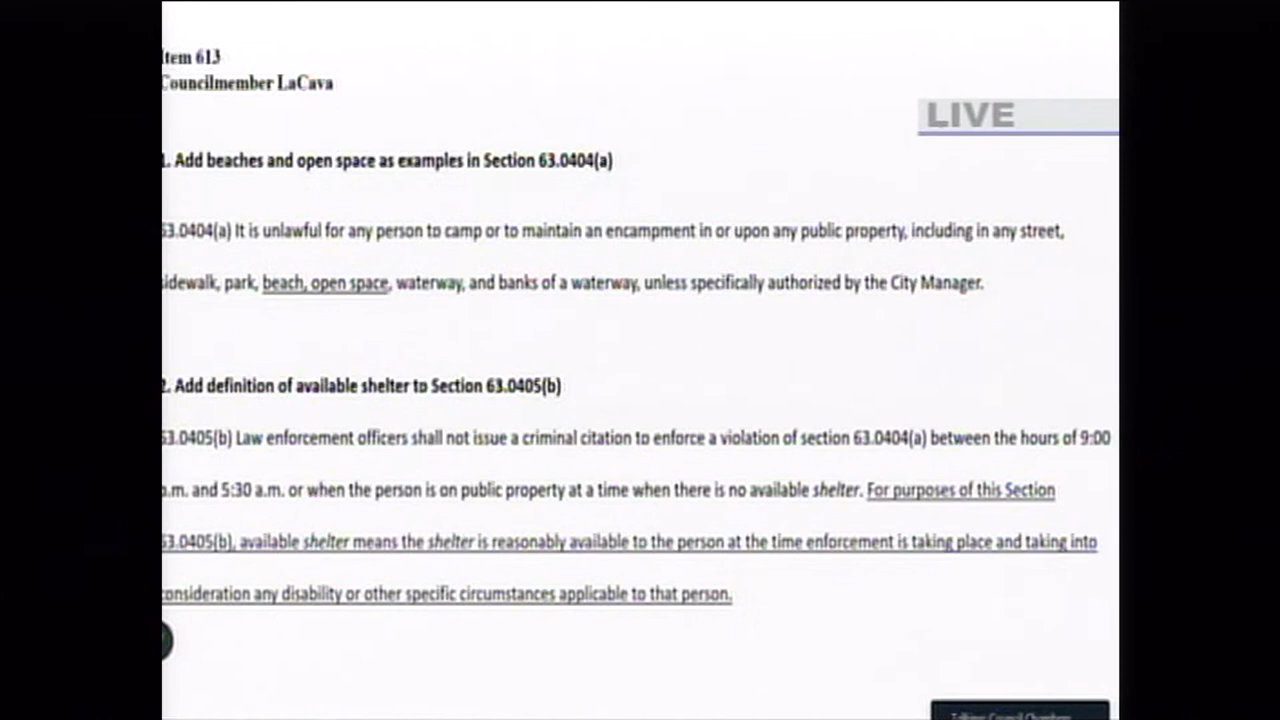 Item 613
Councilmember LaCava
LIVE
1. Add beaches and open space as examples in Section 63.0404(a)
63.0404(a) It is unlawful for any person to camp or to maintain an encampment in or upon any public property, including in any street,
sidewalk, park, beach, open space, waterway, and banks of a waterway, unless specifically authorized by the City Manager.
2. Add definition of available shelter to Section 63.0405(b)
63.0405(b) Law enforcement officers shall not issue a criminal citation to enforce a violation of section 63.0404(a) between the hours of 9:00
p.m. and 5:30 a.m. or when the person is on public property at a time when there is no available shelter. For purposes of this Section
63.0405(b), available shelter means the shelter is reasonably available to the person at the time enforcement is taking place and taking into
consideration any disability or other specific circumstances applicable to that person.